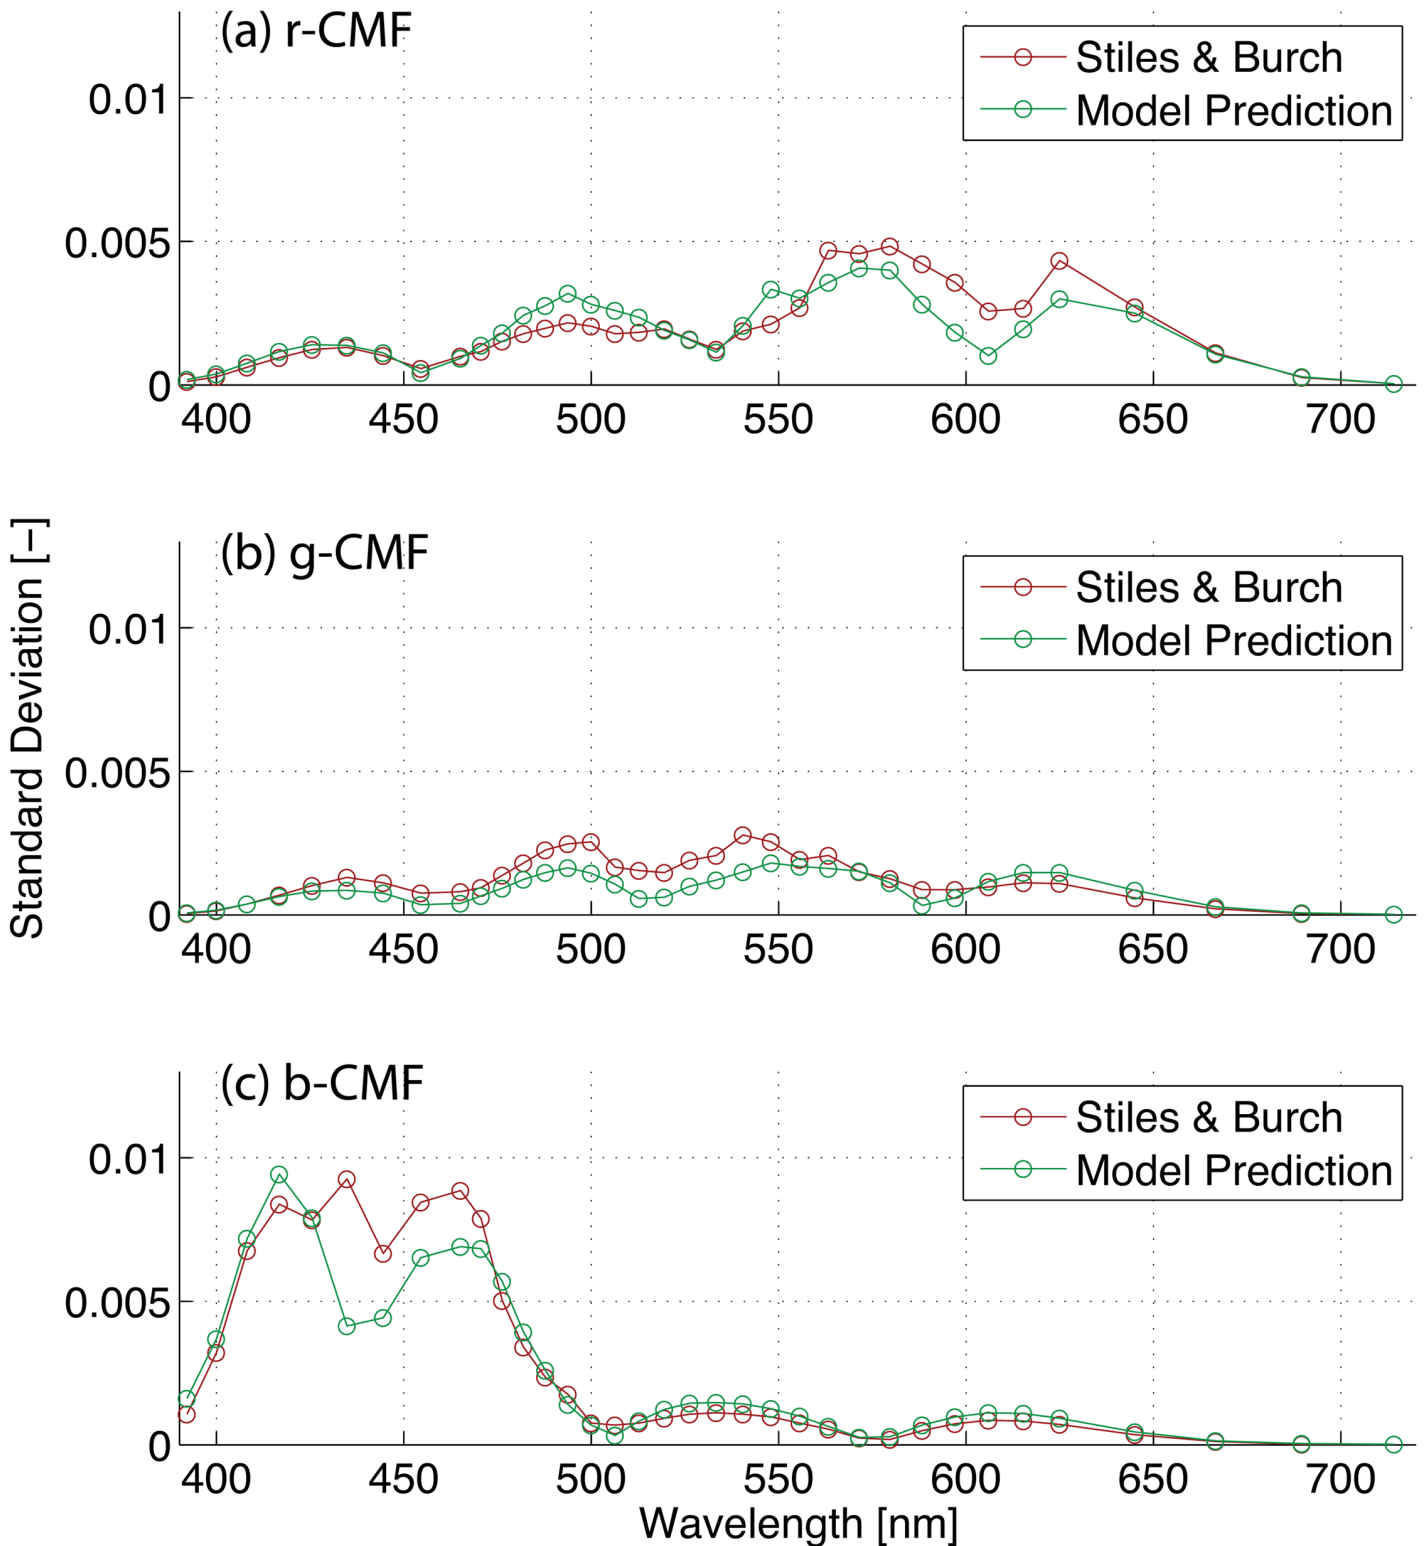 (a) r-CMF
Stiles & Burch
Model Prediction
0.01
0.005
0
400 450 500 550 600 650 700
Standard Deviation [–]
(b) g-CMF
Stiles & Burch
Model Prediction
0.01
0.005
0
400 450 500 550 600 650 700
(c) b-CMF
Stiles & Burch
Model Prediction
0.01
0.005
0
400 450 500 550 600 650 700
Wavelength [nm]